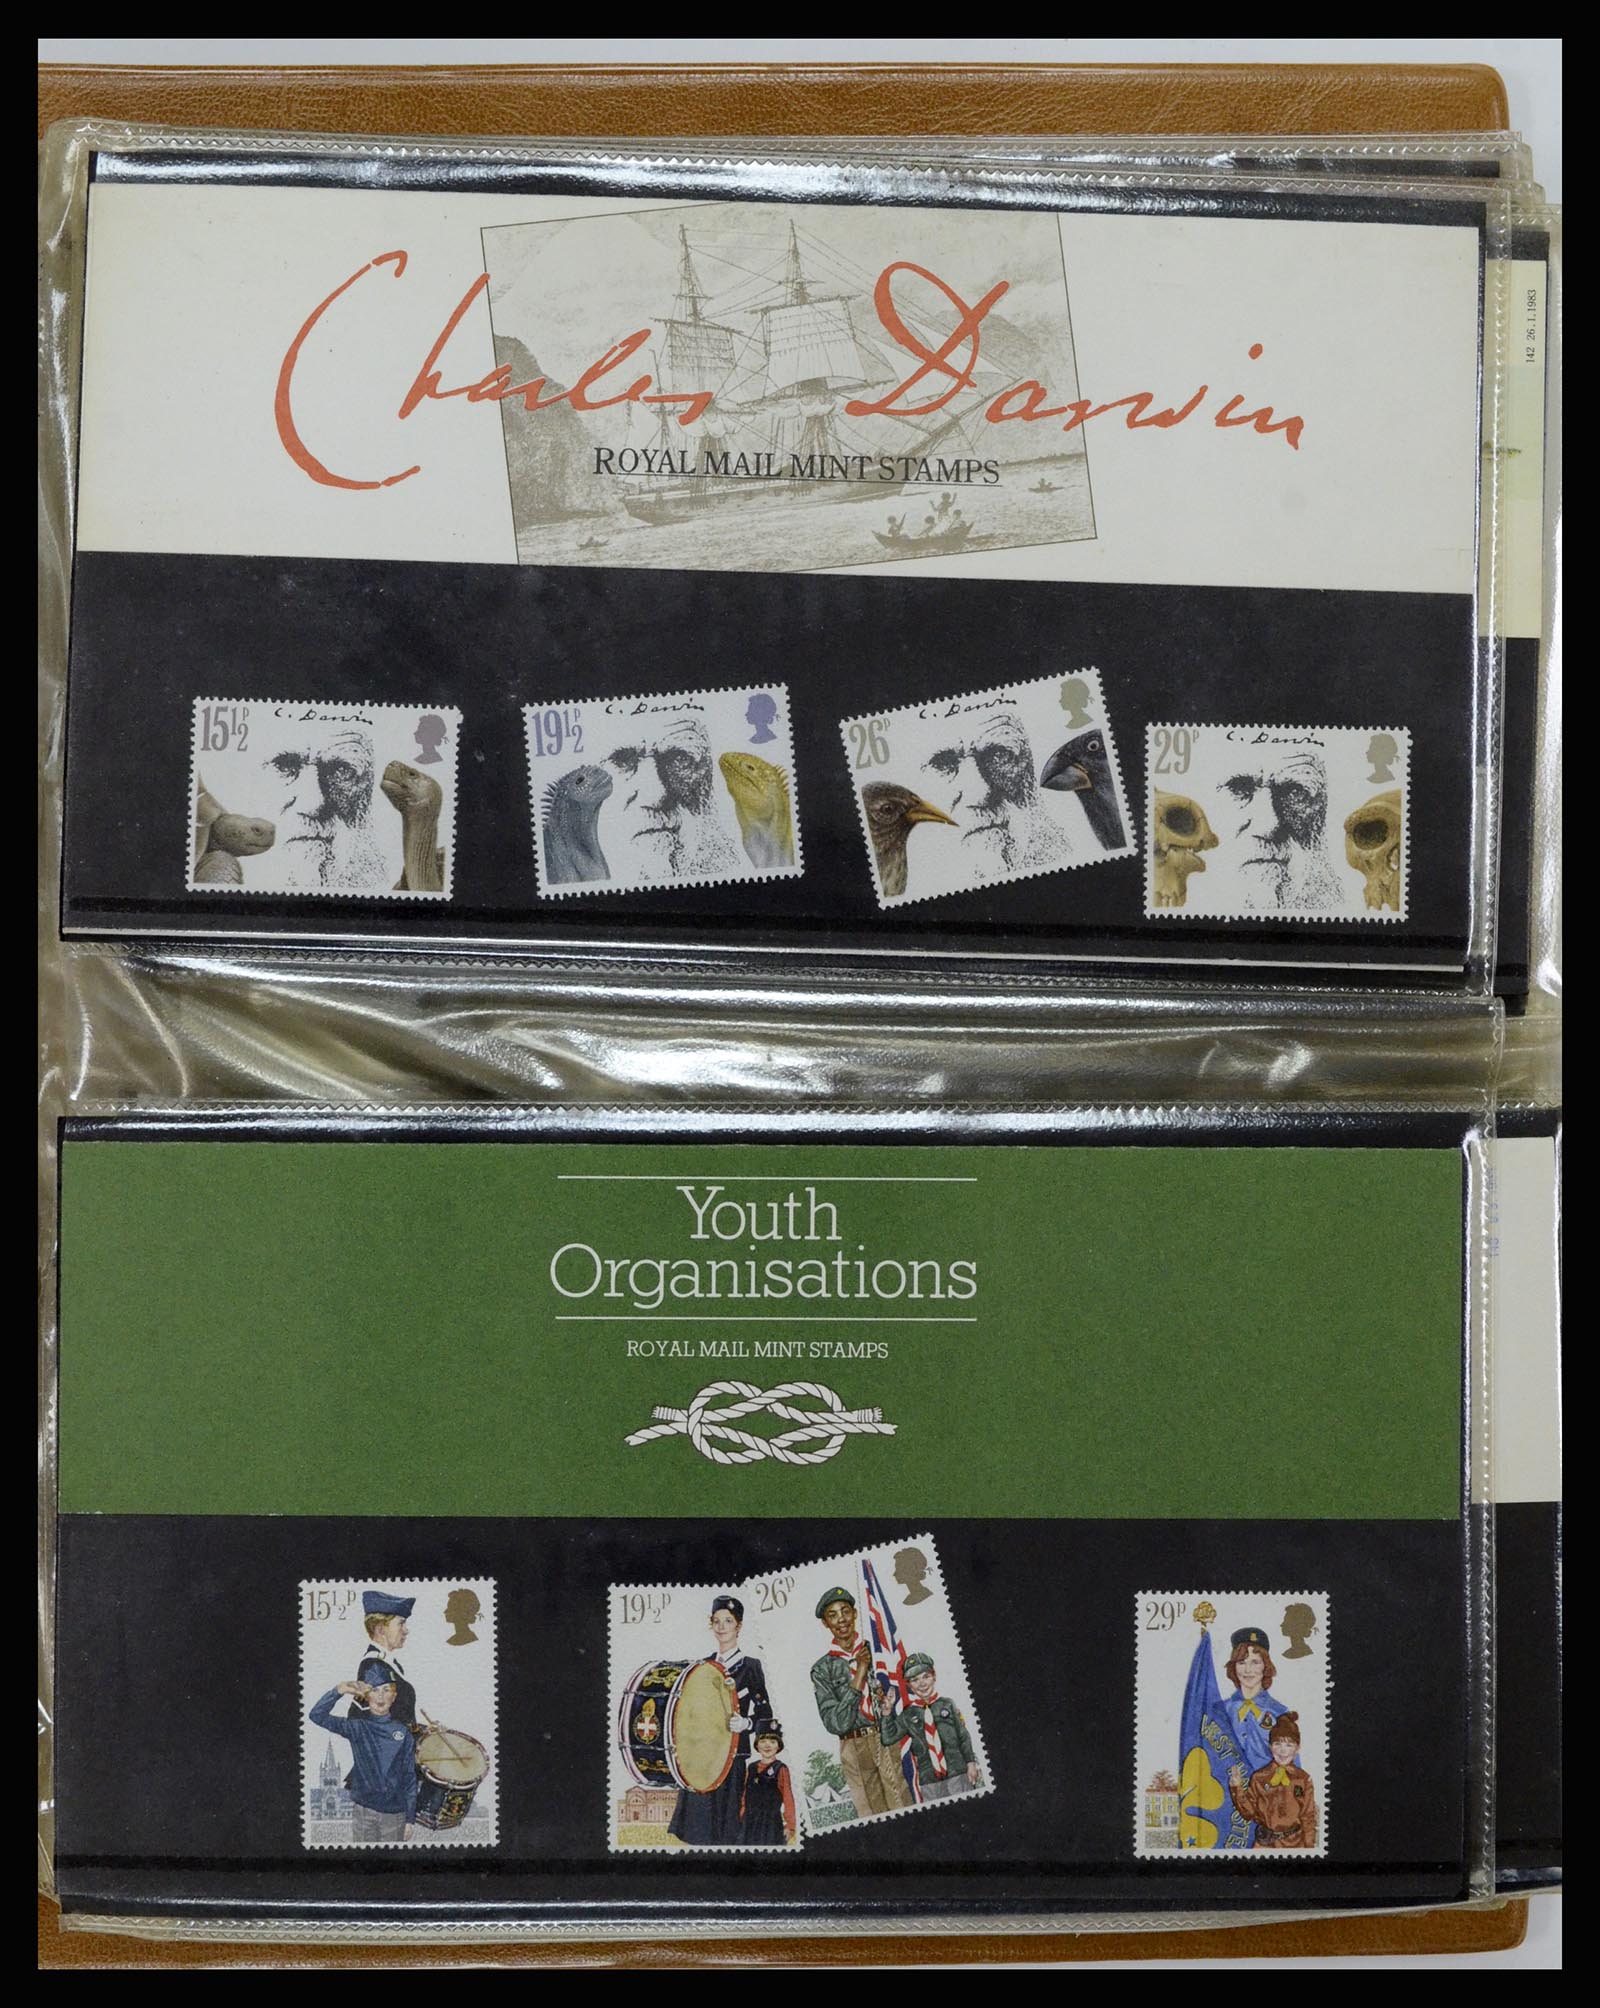 Charles Darwin
ROYAL MAIL MINT STAMPS
142 26.1.1983
15½P
C. Darwin
19½P
C. Darwin
26P
C. Darwin
29P
C. Darwin
Youth
Organisations
ROYAL MAIL MINT STAMPS
15½P
19½P
26P
29P
WEST